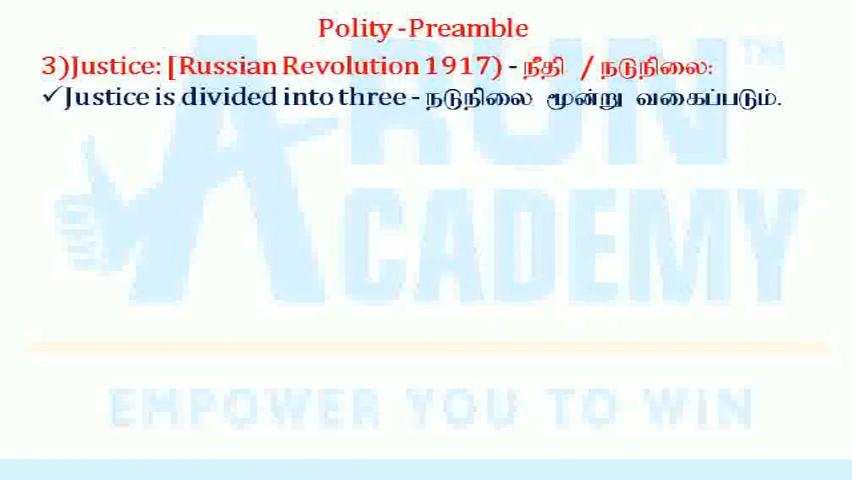 Polity -Preamble
3)Justice: [Russian Revolution 1917) - நீதி / நடுநிலை:
✓Justice is divided into three - நடுநிலை மூன்று வகைப்படும்.
ARUN™
ACADEMY
EMPOWER YOU TO WIN